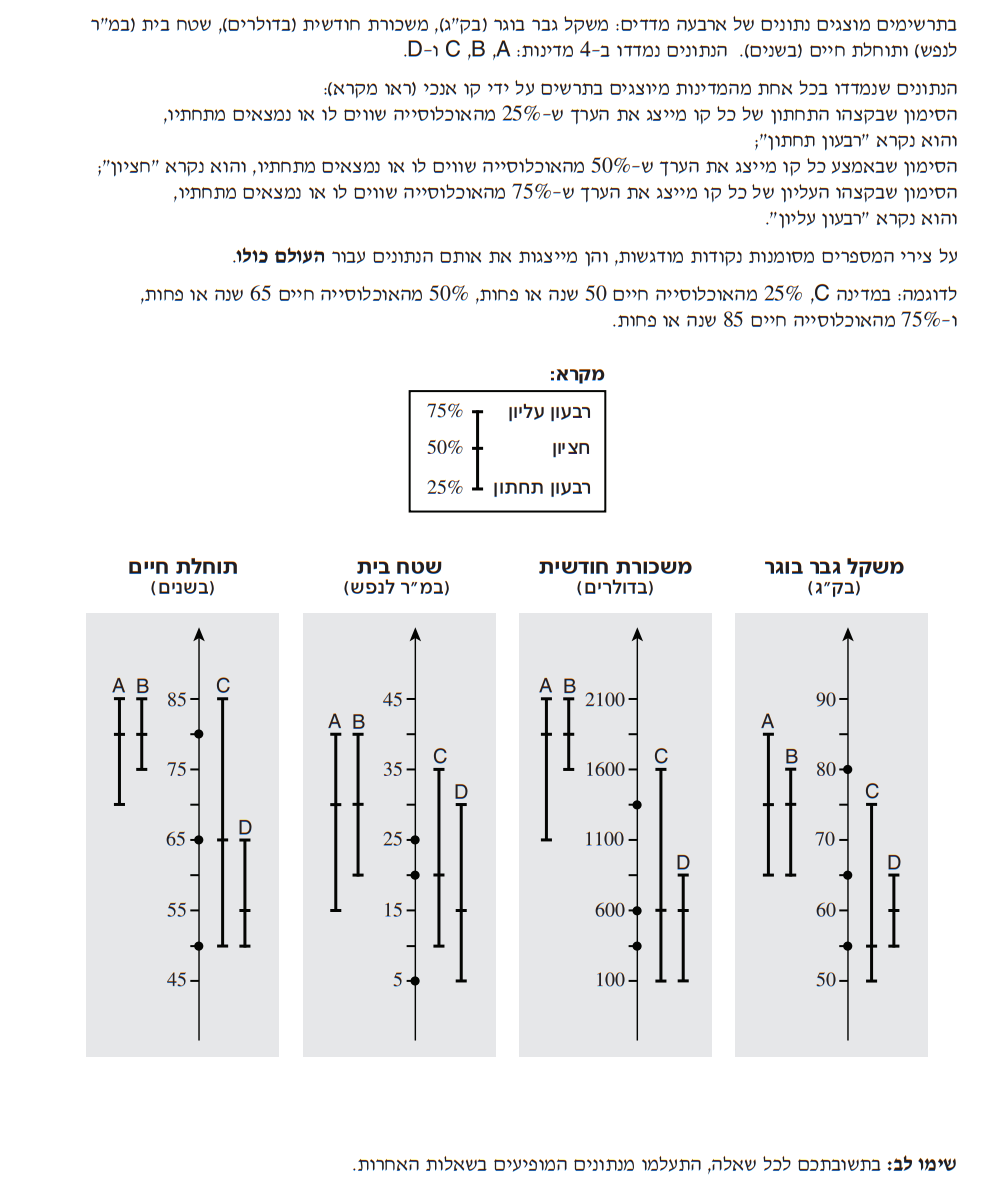 בתרשימים מוצגים נתונים של ארבעה מדדים: משקל גבר בוגר (בק״ג), משכורת חודשית (בדולרים), שטח בית (במ״ר
לנפש) ותוחלת חיים (בשנים). הנתונים נמדדו ב-4 מדינות: A, B, C ו-D.
הנתונים שנמדדו בכל אחת מהמדינות מיוצגים בתרשים על ידי קו אנכי (ראו מקרא):
הסימון שבקצהו התחתון של כל קו מייצג את הערך ש-25% מהאוכלוסייה שווים לו או נמצאים מתחתיו,
והוא נקרא ״רבעון תחתון״;
הסימון שבאמצע כל קו מייצג את הערך ש-50% מהאוכלוסייה שווים לו או נמצאים מתחתיו, והוא נקרא ״חציון״;
הסימון שבקצהו העליון של כל קו מייצג את הערך ש-75% מהאוכלוסייה שווים לו או נמצאים מתחתיו,
והוא נקרא ״רבעון עליון״.
על צירי המספרים מסומנות נקודות מודגשות, והן מייצגות את אותם הנתונים עבור העולם כולו.
לדוגמה: במדינה C, 25% מהאוכלוסייה חיים 50 שנה או פחות, 50% מהאוכלוסייה חיים 65 שנה או פחות,
ו-75% מהאוכלוסייה חיים 85 שנה או פחות.
מקרא:
רבעון עליון 75%
חציון 50%
רבעון תחתון 25%
משקל גבר בוגר
(בק״ג)
A
B
C
D
90
80
70
60
50
משכורת חודשית
(בדולרים)
A
B
C
D
2100
1600
1100
600
100
שטח בית
(במ״ר לנפש)
A
B
C
D
45
35
25
15
5
תוחלת חיים
(בשנים)
A
B
C
D
85
75
65
55
45
שימו לב: בתשובתכם לכל שאלה, התעלמו מנתונים המופיעים בשאלות האחרות.